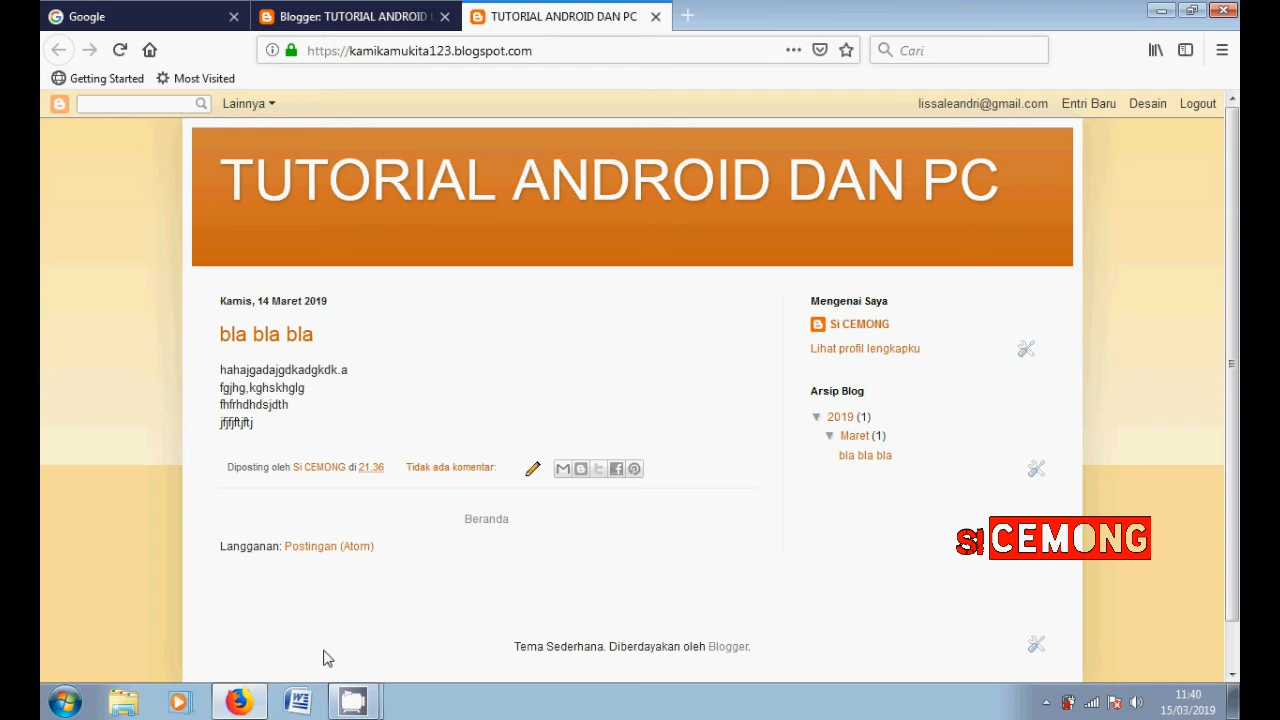 Google
Blogger: TUTORIAL ANDROID D
TUTORIAL ANDROID DAN PC
https://kamikamukita123.blogspot.com
Cari
Getting Started
Most Visited
Lainnya
lissaleandri@gmail.com
Entri Baru
Desain
Logout
TUTORIAL ANDROID DAN PC
Kamis, 14 Maret 2019
bla bla bla
hahajgadajgdkadgkdk.a
fgjhg,kghskhglg
fhfrhdhdsjdth
jfjfjftjftj
Diposting oleh Si CEMONG di 21.36
Tidak ada komentar:
Beranda
Langganan: Postingan (Atom)
Mengenai Saya
Si CEMONG
Lihat profil lengkapku
Arsip Blog
▼ 2019 (1)
▼ Maret (1)
bla bla bla
SI CEMONG
Tema Sederhana. Diberdayakan oleh Blogger.
11:40
15/03/2019